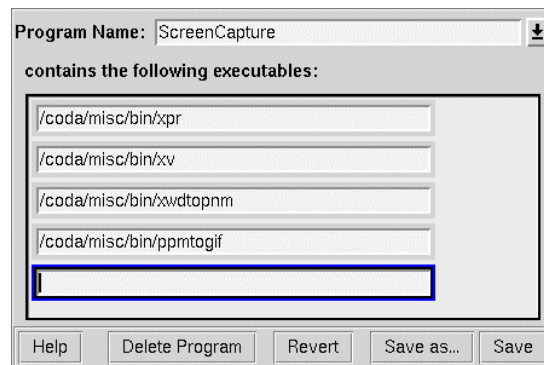 Program Name: ScreenCapture
contains the following executables:
/coda/misc/bin/xpr
/coda/misc/bin/xv
/coda/misc/bin/xwdtopnm
/coda/misc/bin/ppmtogif
Help Delete Program Revert Save as... Save